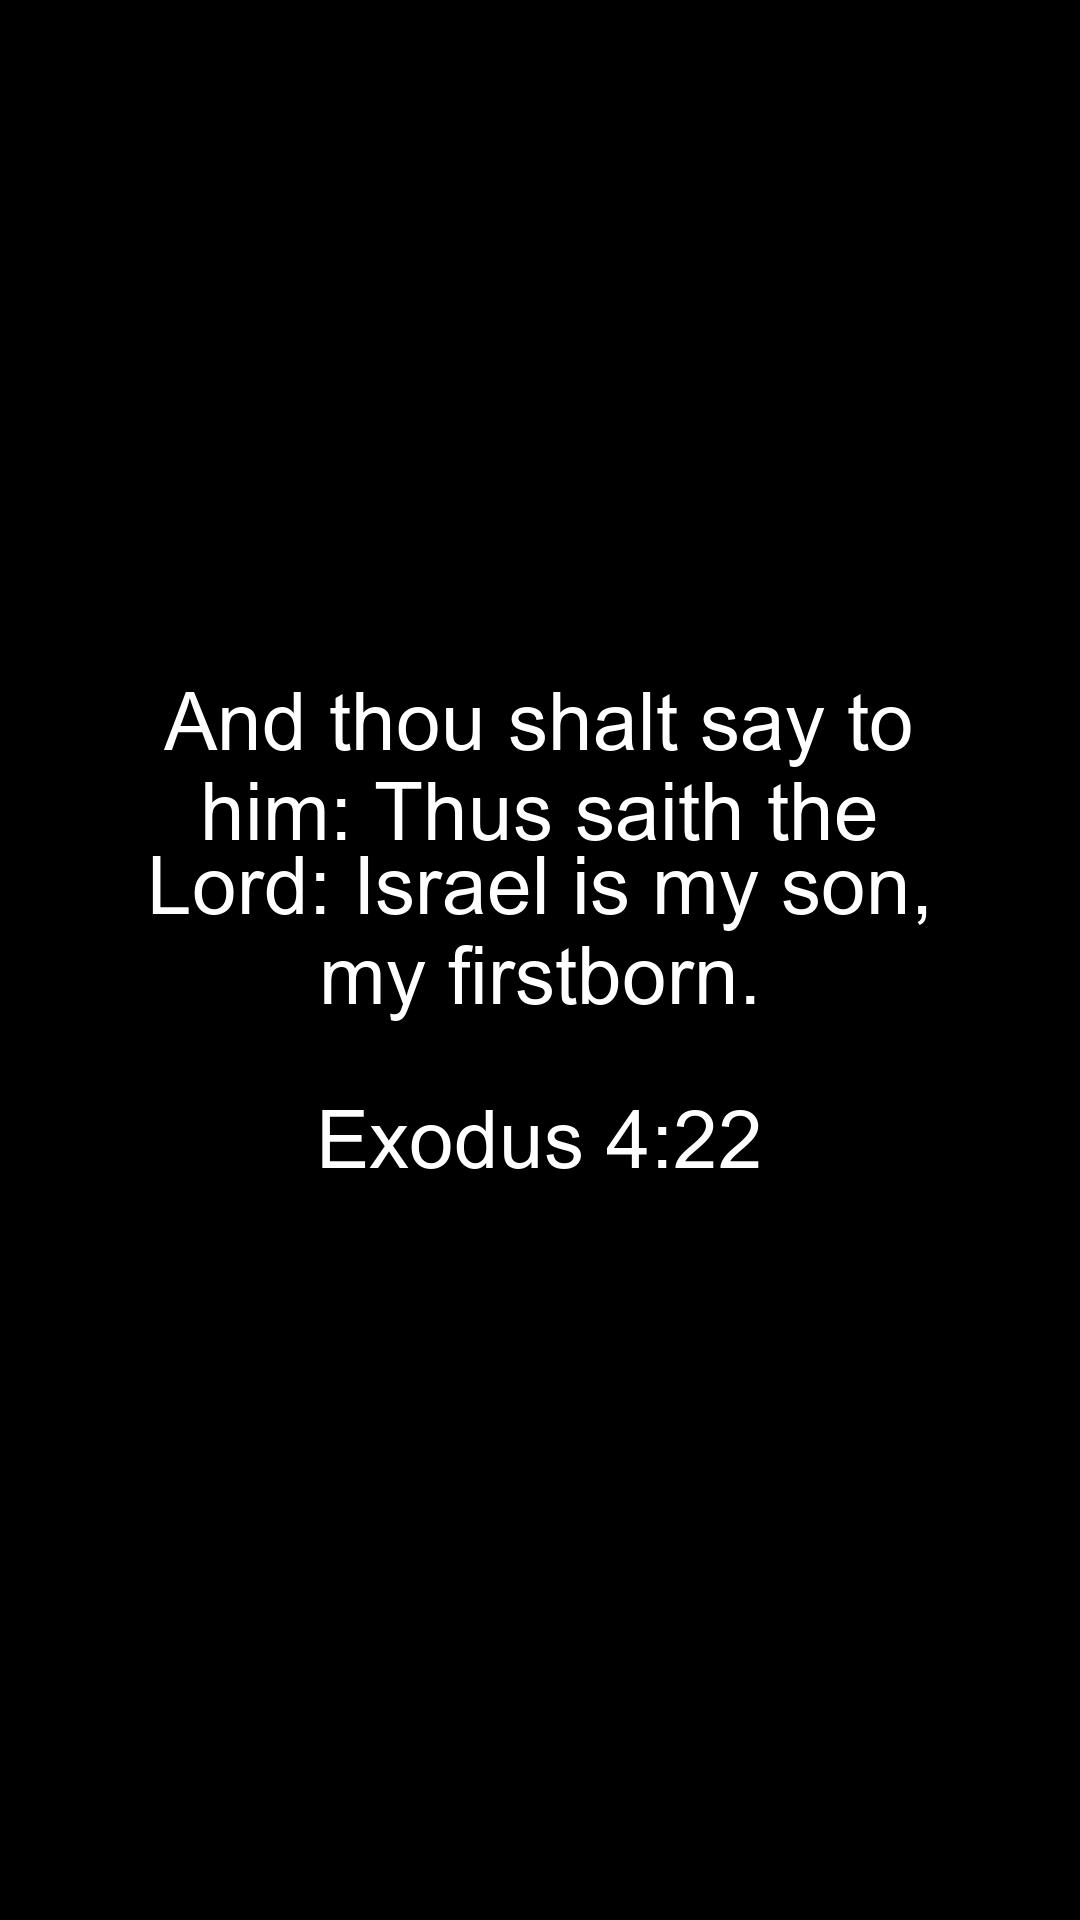 And thou shalt say to
him: Thus saith the
Lord: Israel is my son,
my firstborn.
Exodus 4:22